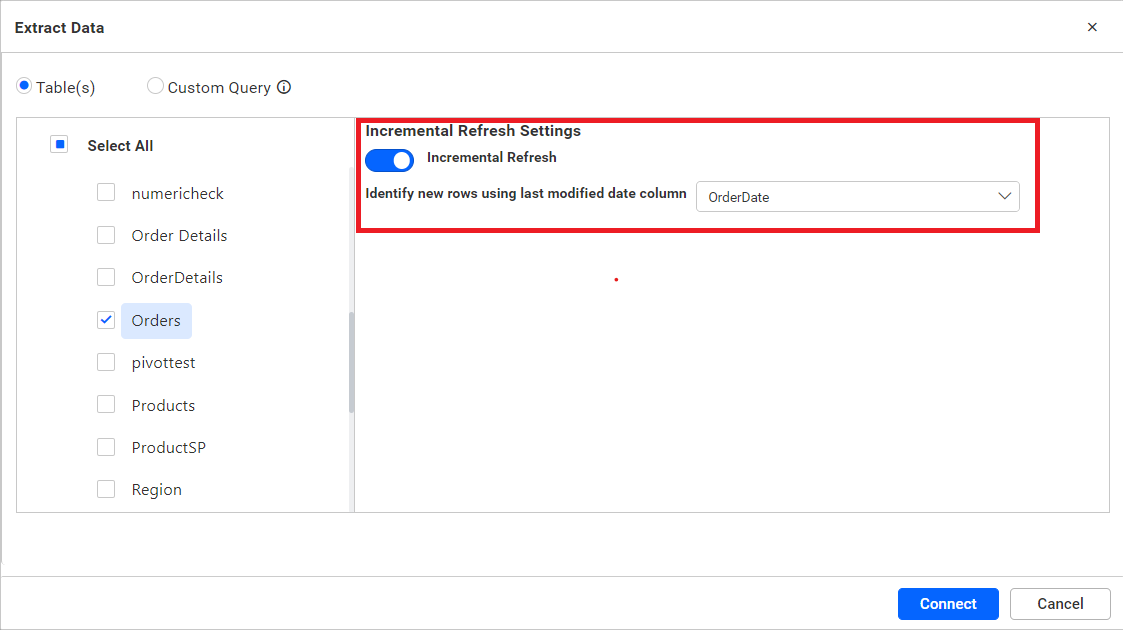 Extract Data
Table(s)
Custom Query
Select All
numericheck
Order Details
OrderDetails
Orders
pivottest
Products
ProductSP
Region
Incremental Refresh Settings
Incremental Refresh
Identify new rows using last modified date column
OrderDate
Connect
Cancel